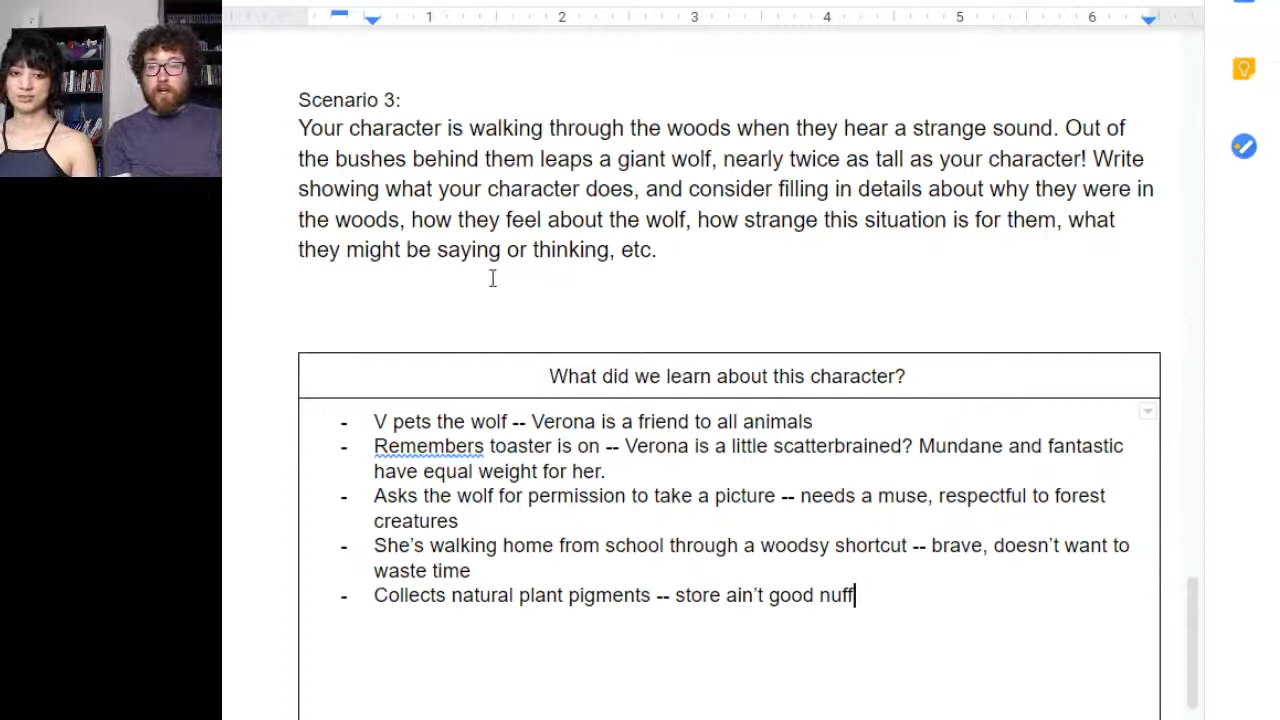 1 2 3 4 5 6
Scenario 3:
Your character is walking through the woods when they hear a strange sound. Out of
the bushes behind them leaps a giant wolf, nearly twice as tall as your character! Write
showing what your character does, and consider filling in details about why they were in
the woods, how they feel about the wolf, how strange this situation is for them, what
they might be saying or thinking, etc.
What did we learn about this character?
- V pets the wolf -- Verona is a friend to all animals
- Remembers toaster is on -- Verona is a little scatterbrained? Mundane and fantastic
have equal weight for her.
- Asks the wolf for permission to take a picture -- needs a muse, respectful to forest
creatures
- She's walking home from school through a woodsy shortcut -- brave, doesn't want to
waste time
- Collects natural plant pigments -- store ain't good nuff